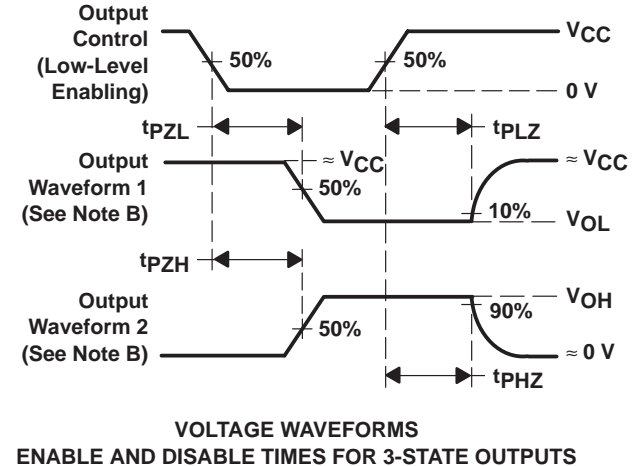 Output
Control
(Low-Level
Enabling)
50%
50%
VCC
0 V
tPZL
tPLZ
Output
Waveform 1
(See Note B)
≈ VCC
50%
≈ VCC
10%
VOL
tPZH
Output
Waveform 2
(See Note B)
50%
VOH
90%
≈ 0 V
tPHZ
VOLTAGE WAVEFORMS
ENABLE AND DISABLE TIMES FOR 3-STATE OUTPUTS